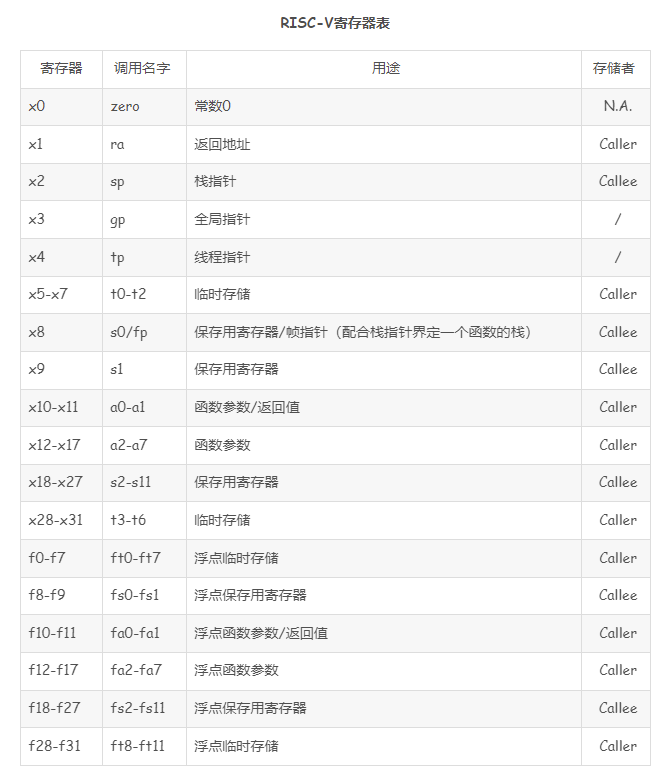 RISC-V寄存器表
寄存器 调用名字 用途 存储者
x0 zero 常数0 N.A.
x1 ra 返回地址 Caller
x2 sp 栈指针 Callee
x3 gp 全局指针 /
x4 tp 线程指针 /
x5-x7 t0-t2 临时存储 Caller
x8 s0/fp 保存用寄存器/帧指针（配合栈指针界定一个函数的栈） Callee
x9 s1 保存用寄存器 Callee
x10-x11 a0-a1 函数参数/返回值 Caller
x12-x17 a2-a7 函数参数 Caller
x18-x27 s2-s11 保存用寄存器 Callee
x28-x31 t3-t6 临时存储 Caller
f0-f7 ft0-ft7 浮点临时存储 Caller
f8-f9 fs0-fs1 浮点保存用寄存器 Callee
f10-f11 fa0-fa1 浮点函数参数/返回值 Caller
f12-f17 fa2-fa7 浮点函数参数 Caller
f18-f27 fs2-fs11 浮点保存用寄存器 Callee
f28-f31 ft8-ft11 浮点临时存储 Caller